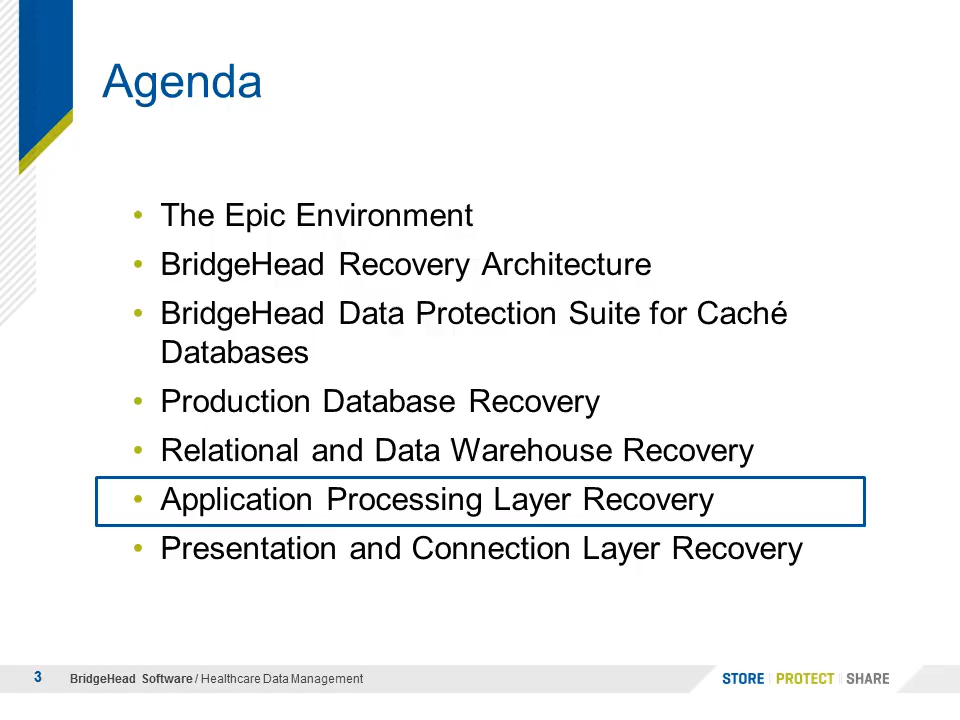 Agenda
• The Epic Environment
• BridgeHead Recovery Architecture
• BridgeHead Data Protection Suite for Caché
Databases
• Production Database Recovery
• Relational and Data Warehouse Recovery
• Application Processing Layer Recovery
• Presentation and Connection Layer Recovery
3 BridgeHead Software / Healthcare Data Management STORE | PROTECT | SHARE